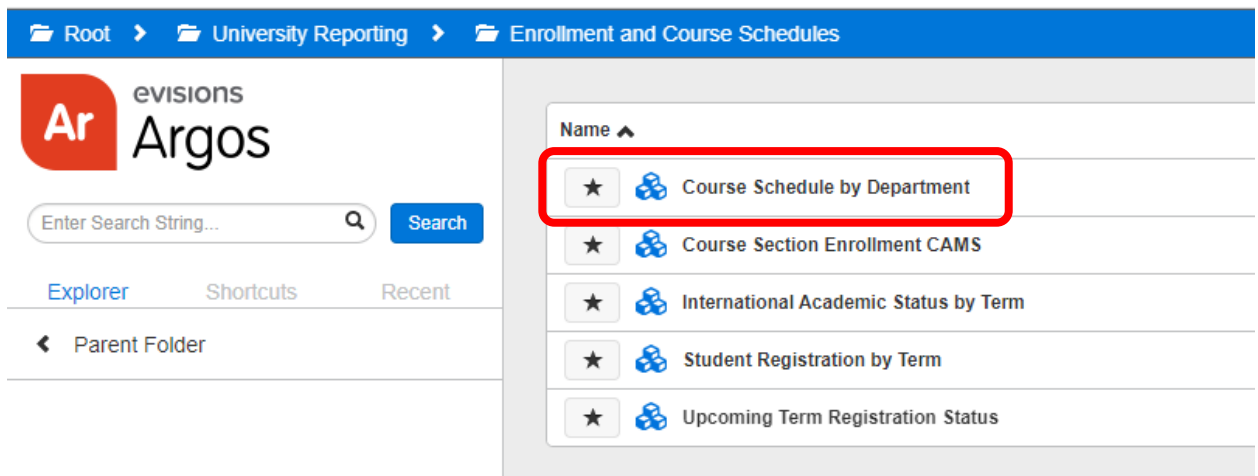 Root University Reporting Enrollment and Course Schedules
Ar evisions Argos
Enter Search String... Search
Explorer Shortcuts Recent
Parent Folder
Name
Course Schedule by Department
Course Section Enrollment CAMS
International Academic Status by Term
Student Registration by Term
Upcoming Term Registration Status